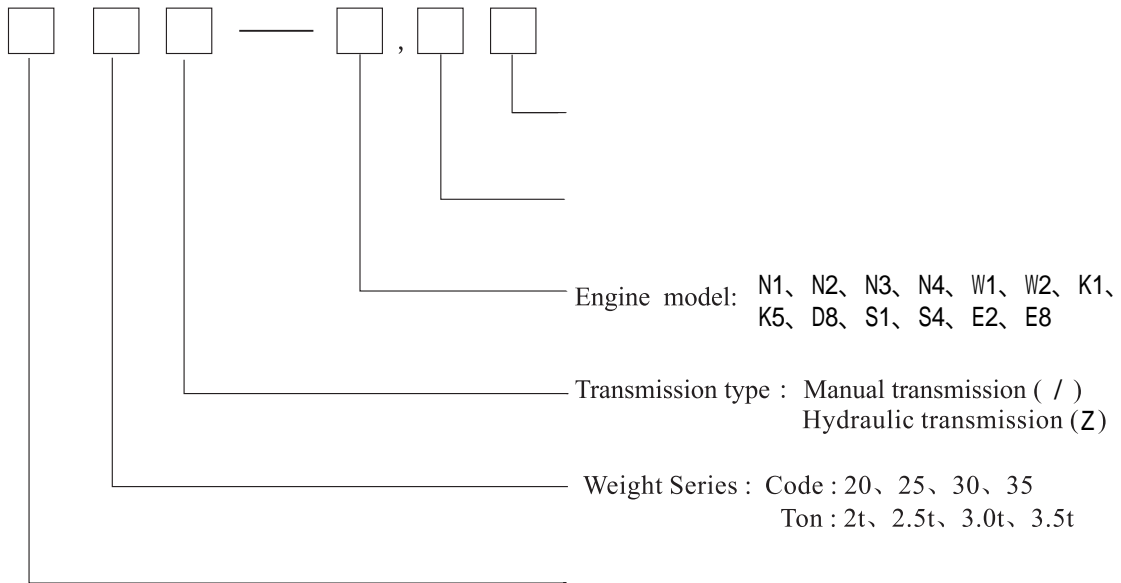 ,
Engine model: N1、 N2、 N3、 N4、 W1、 W2、 K1、
K5、 D8、 S1、 S4、 E2、 E8
Transmission type : Manual transmission ( / )
Hydraulic transmission (Z)
Weight Series : Code : 20、25、30、35
Ton : 2t、2.5t、3.0t、3.5t